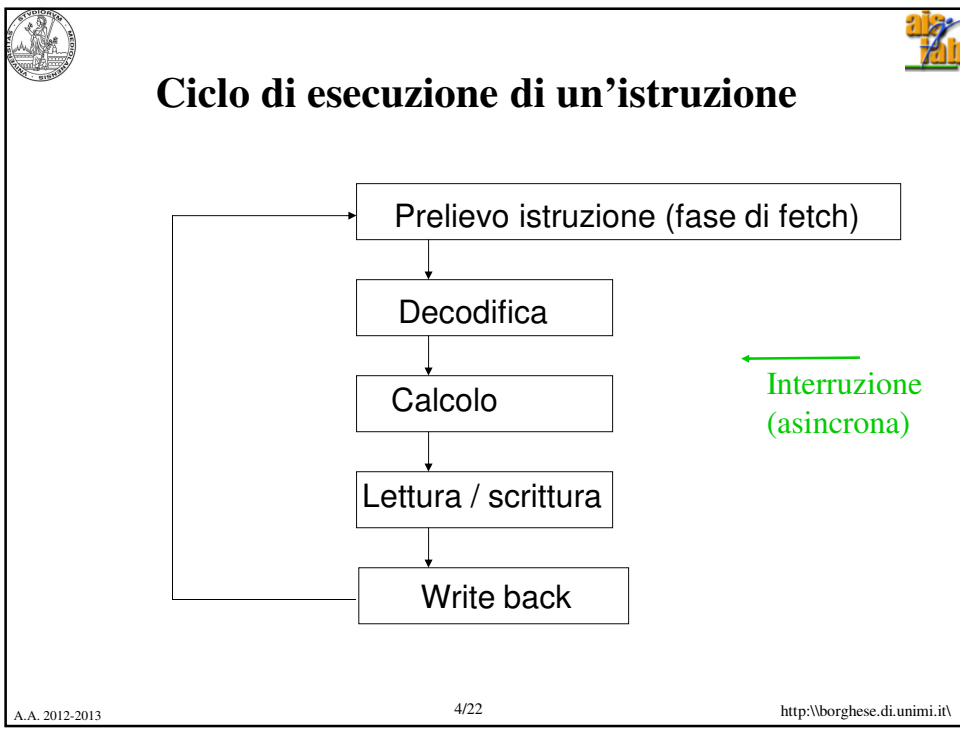 Ciclo di esecuzione di un’istruzione
Prelievo istruzione (fase di fetch)
Decodifica
Calcolo
Interruzione
(asincrona)
Lettura / scrittura
Write back
A.A. 2012-2013
4/22
http:\\borghese.di.unimi.it\